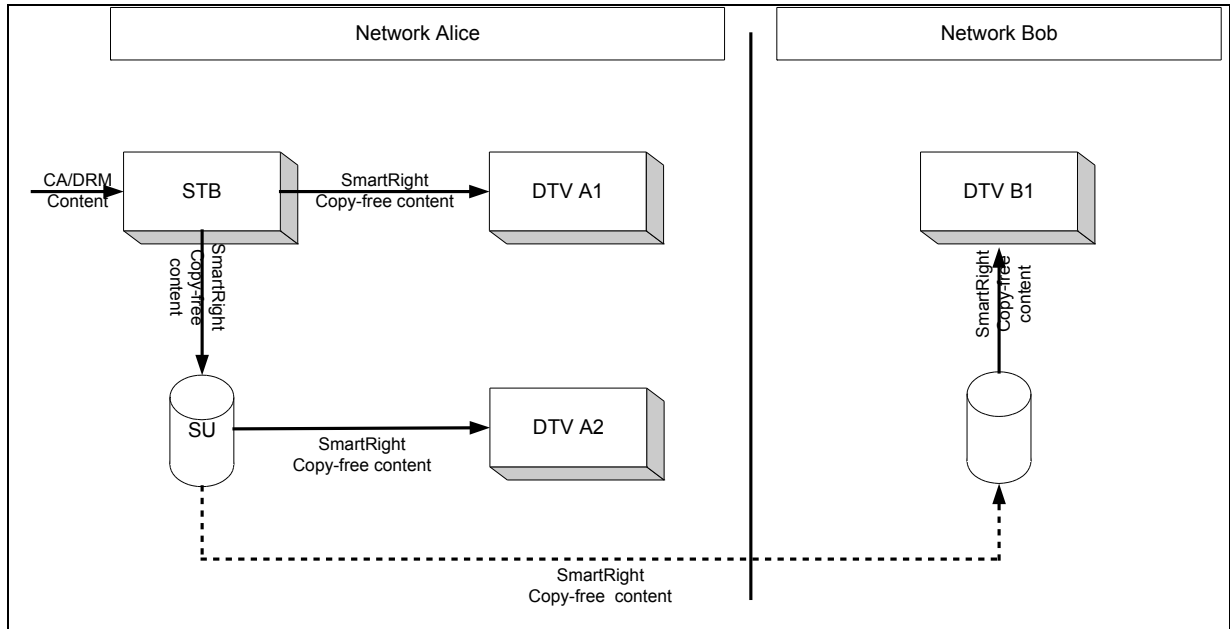 Network Alice
Network Bob
CA/DRM
Content
STB
SmartRight
Copy-free content
DTV A1
DTV B1
SmartRight
Copy-free
content
SmartRight
Copy-free
content
SU
SmartRight
Copy-free content
DTV A2
SmartRight
Copy-free content